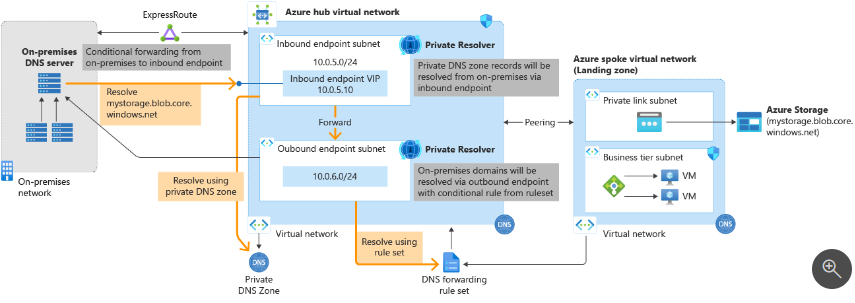 ExpressRoute
Azure hub virtual network
On-premises
DNS server
Conditional forwarding from
on-premises to inbound endpoint
Inbound endpoint subnet
10.0.5.0/24
Inbound endpoint VIP
10.0.5.10
Private Resolver
Private DNS zone records will be
resolved from on-premises via
inbound endpoint
Resolve
mystorage.blob.core.
windows.net
Forward
Peering
Azure spoke virtual network
(Landing zone)
Private link subnet
Azure Storage
(mystorage.blob.core.
windows.net)
Outbound endpoint subnet
10.0.6.0/24
Private Resolver
On-premises domains will be
resolved via outbound endpoint
with conditional rule from ruleset
Business tier subnet
VM
VM
On-premises
network
Resolve using
private DNS zone
Virtual network
DNS
Resolve using
rule set
Virtual network
DNS
DNS
Private
DNS Zone
DNS forwarding
rule set